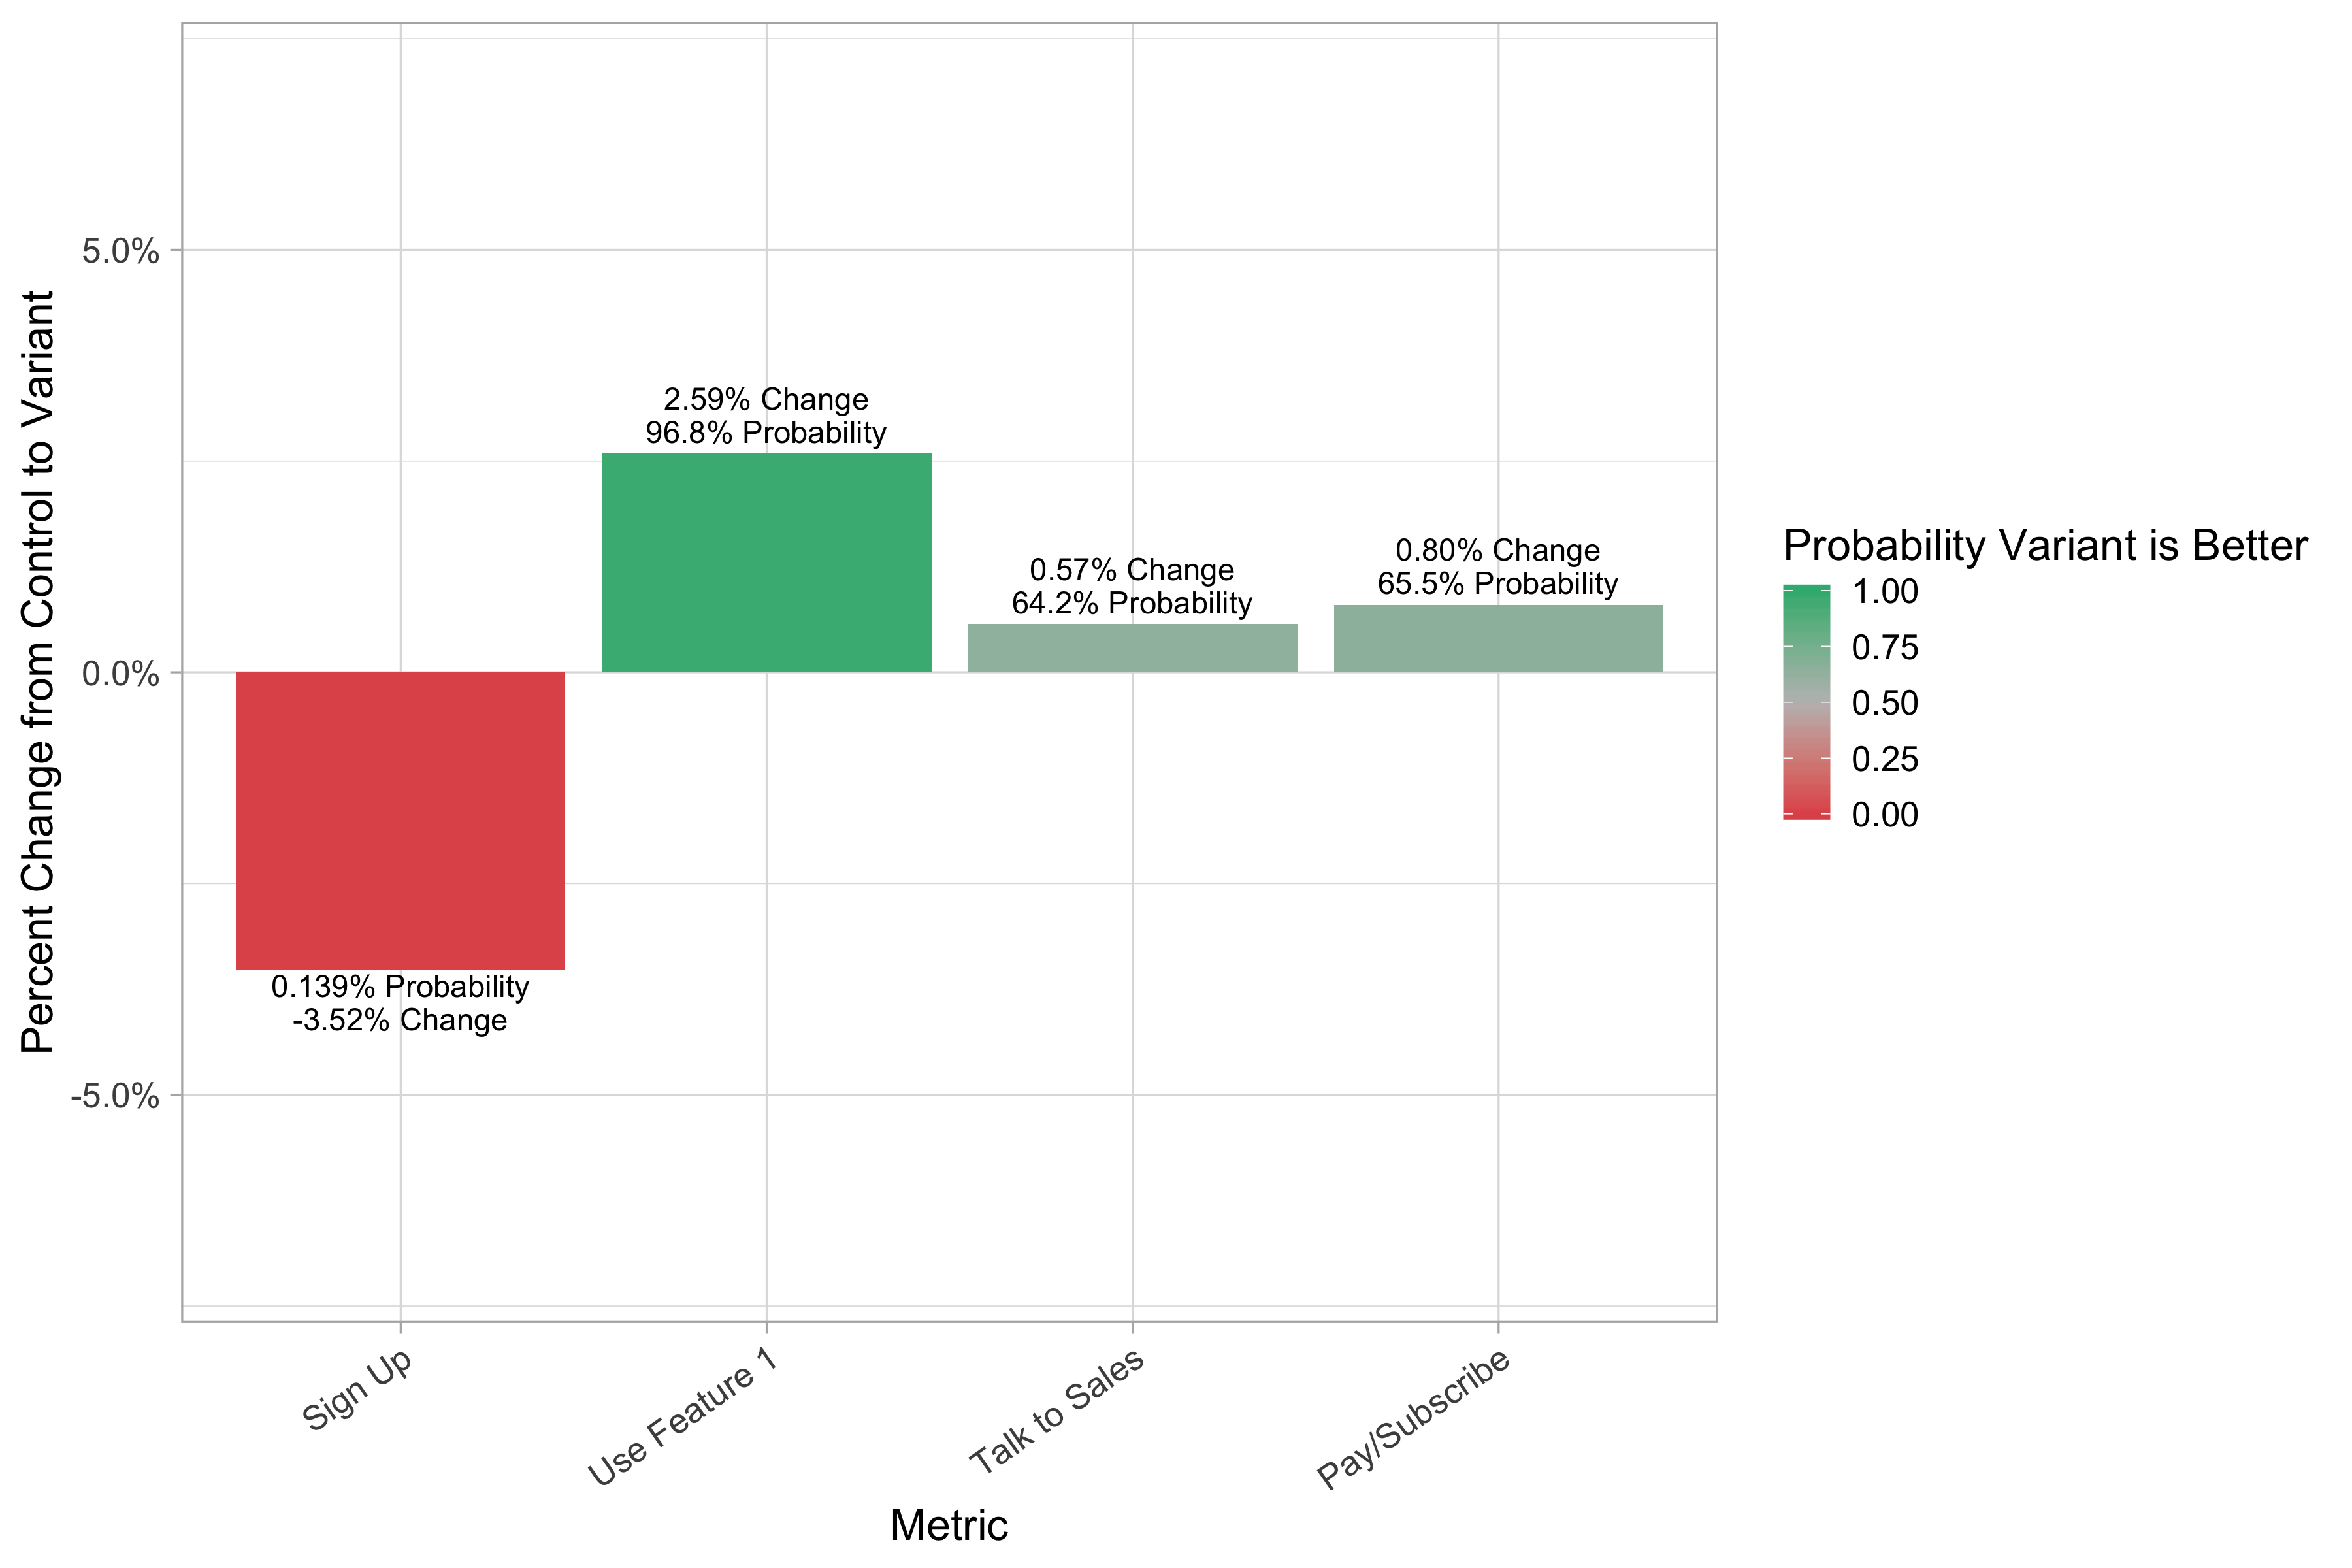 Percent Change from Control to Variant
5.0%
0.0%
-5.0%
2.59% Change
96.8% Probability
0.57% Change
64.2% Probability
0.80% Change
65.5% Probability
0.139% Probability
-3.52% Change
Sign Up
Use Feature 1
Talk to Sales
Pay/Subscribe
Metric
Probability Variant is Better
1.00
0.75
0.50
0.25
0.00